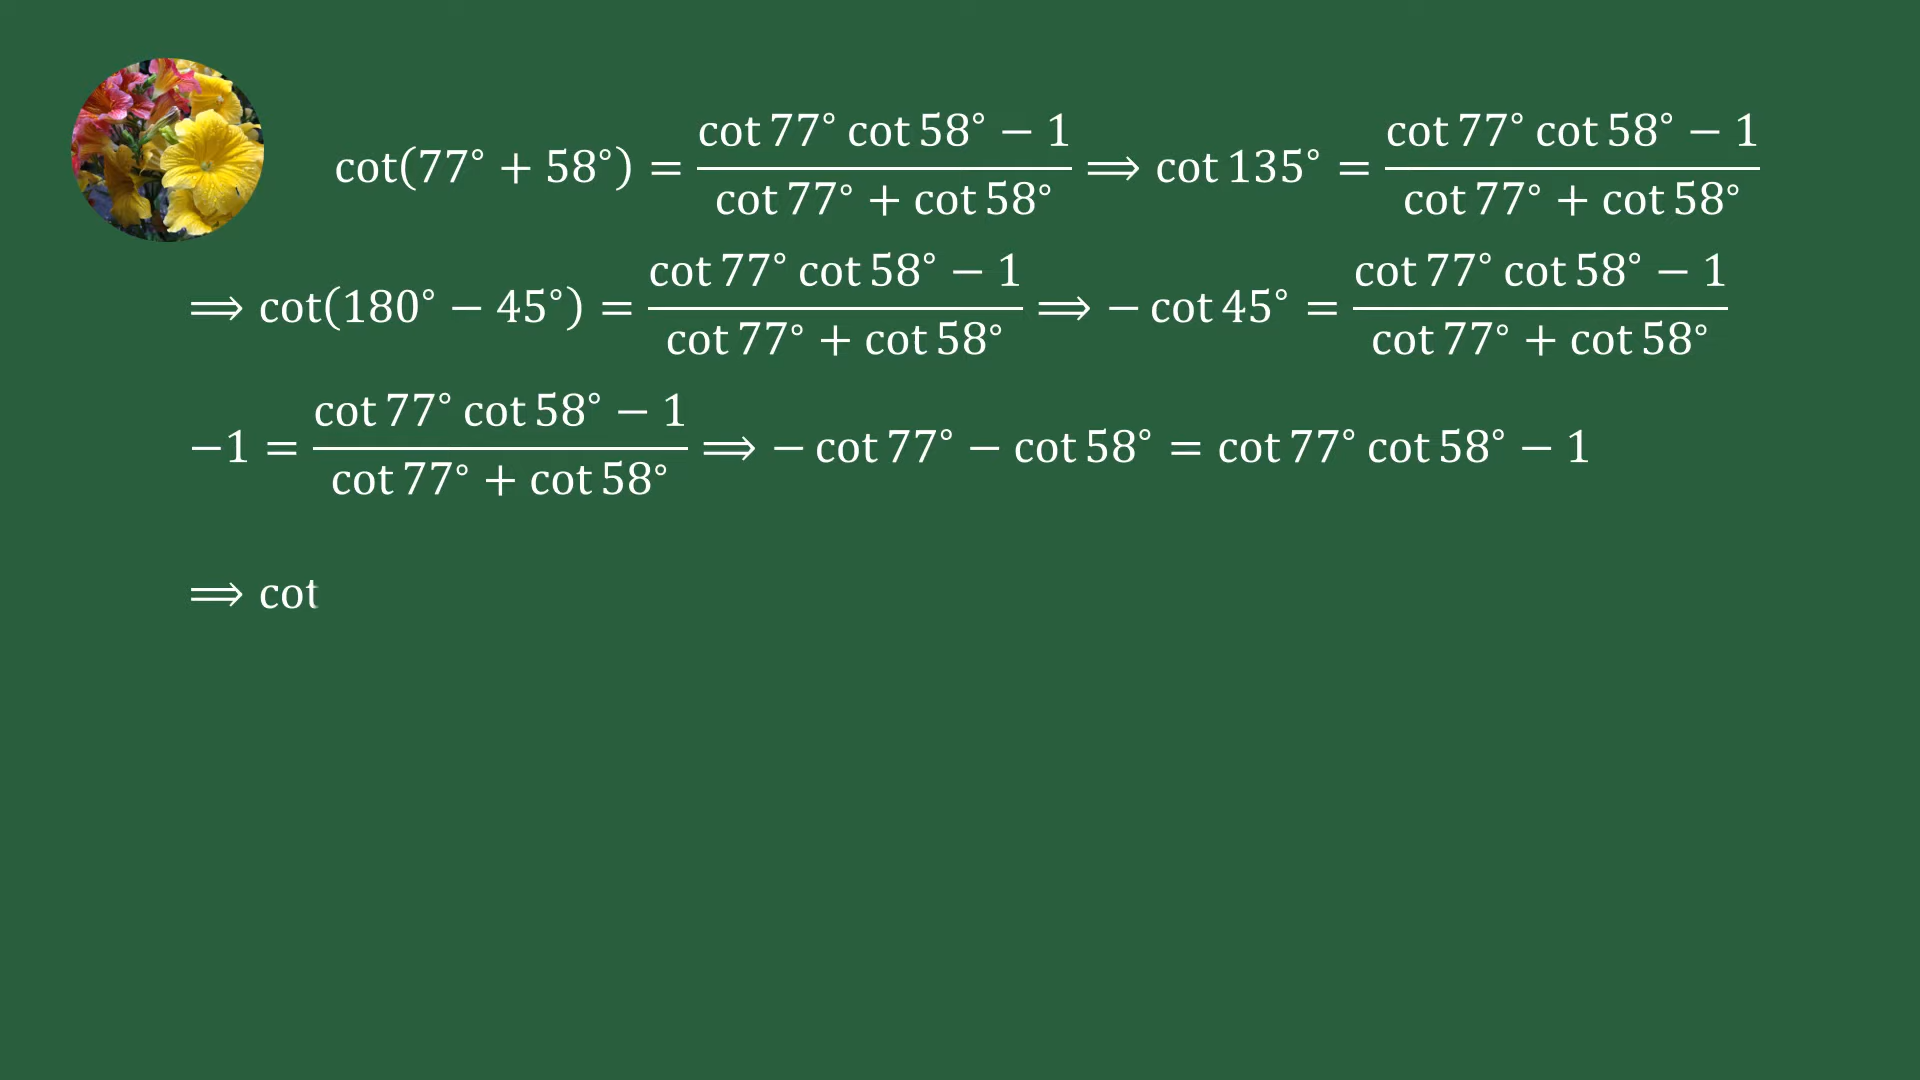 cot(77° + 58°) = (cot 77° cot 58° − 1)/(cot 77° + cot 58°) ⟹ cot 135° = (cot 77° cot 58° − 1)/(cot 77° + cot 58°)
⟹ cot(180° − 45°) = (cot 77° cot 58° − 1)/(cot 77° + cot 58°) ⟹ − cot 45° = (cot 77° cot 58° − 1)/(cot 77° + cot 58°)
−1 = (cot 77° cot 58° − 1)/(cot 77° + cot 58°) ⟹ − cot 77° − cot 58° = cot 77° cot 58° − 1
⟹ cot